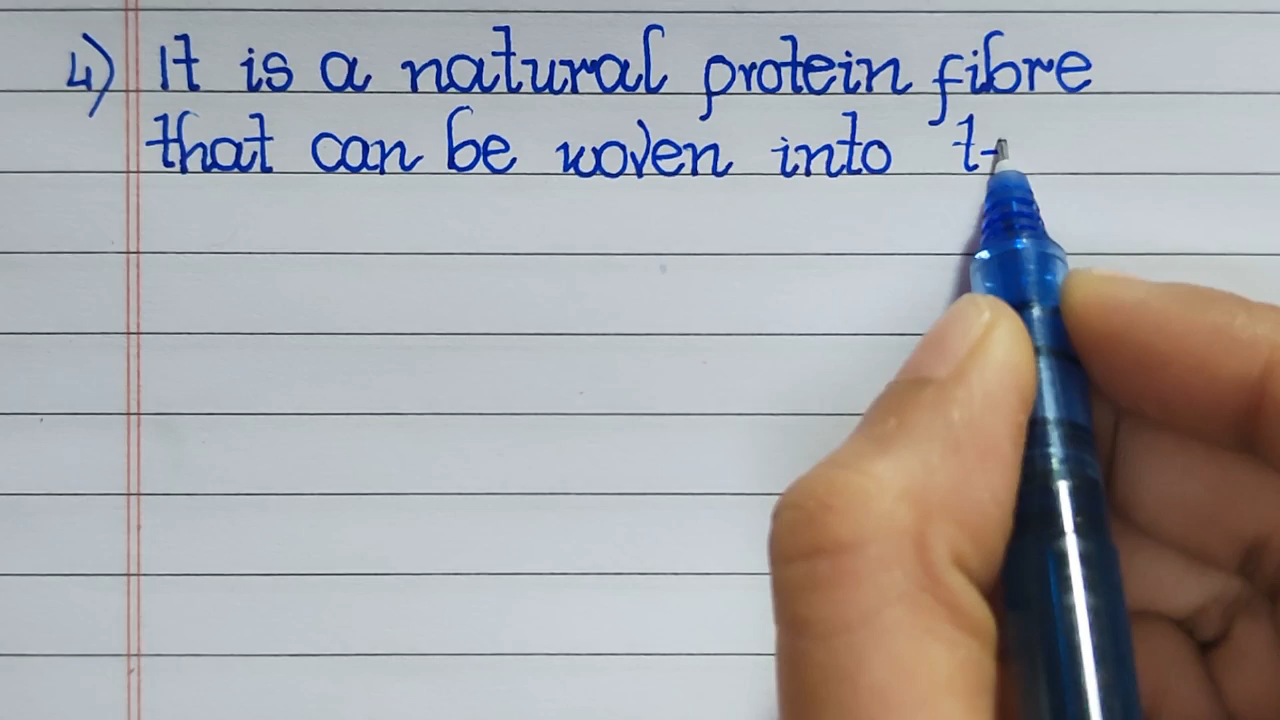 4) It is a natural protein fibre
that can be woven into t